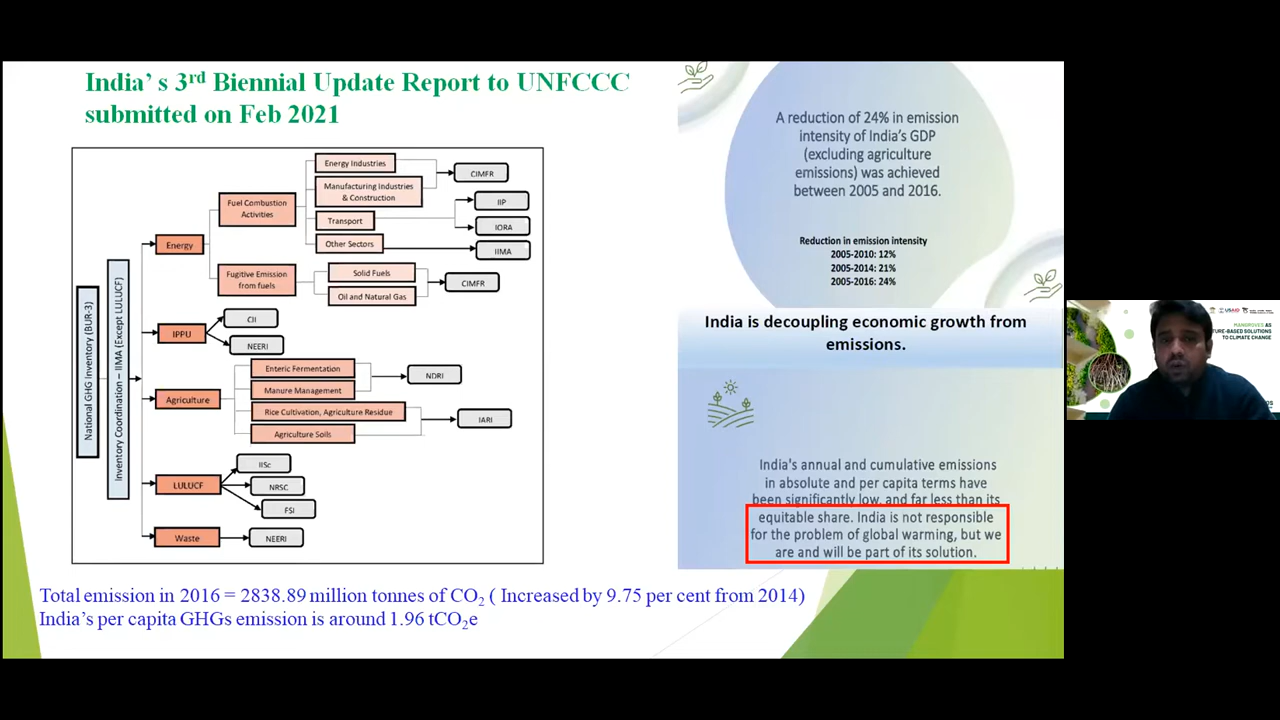 India’ s 3rd Biennial Update Report to UNFCCC
submitted on Feb 2021
National GHG Inventory (BUR-3)
Inventory Coordination – IIMA (Except LULUCF)
Energy
Fuel Combustion
Activities
Energy Industries
Manufacturing Industries
& Construction
Transport
Other Sectors
CIMFR
IIP
IORA
IIMA
Fugitive Emission
from fuels
Solid Fuels
Oil and Natural Gas
CIMFR
IPPU
CII
NEERI
Agriculture
Enteric Fermentation
Manure Management
Rice Cultivation, Agriculture Residue
Agriculture Soils
NDRI
IARI
LULUCF
IISc
NRSC
FSI
Waste
NEERI
Total emission in 2016 = 2838.89 million tonnes of CO2 ( Increased by 9.75 per cent from 2014)
India’s per capita GHGs emission is around 1.96 tCO2e
A reduction of 24% in emission
intensity of India’s GDP
(excluding agriculture
emissions) was achieved
between 2005 and 2016.
Reduction in emission intensity
2005-2010: 12%
2005-2014: 21%
2005-2016: 24%
India is decoupling economic growth from
emissions.
India's annual and cumulative emissions
in absolute and per capita terms have
been significantly low, and far less than its
equitable share. India is not responsible
for the problem of global warming, but we
are and will be part of its solution.
USAID
MANGROVES AS
TURE-BASED SOLUTIONS
TO CLIMATE CHANGE